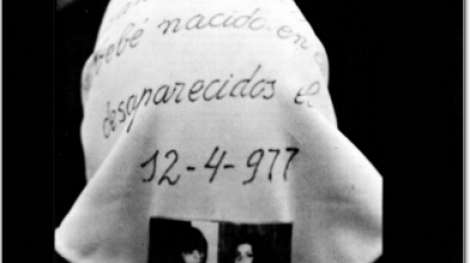 bebé nacido en
desaparecidos el
12-4-977